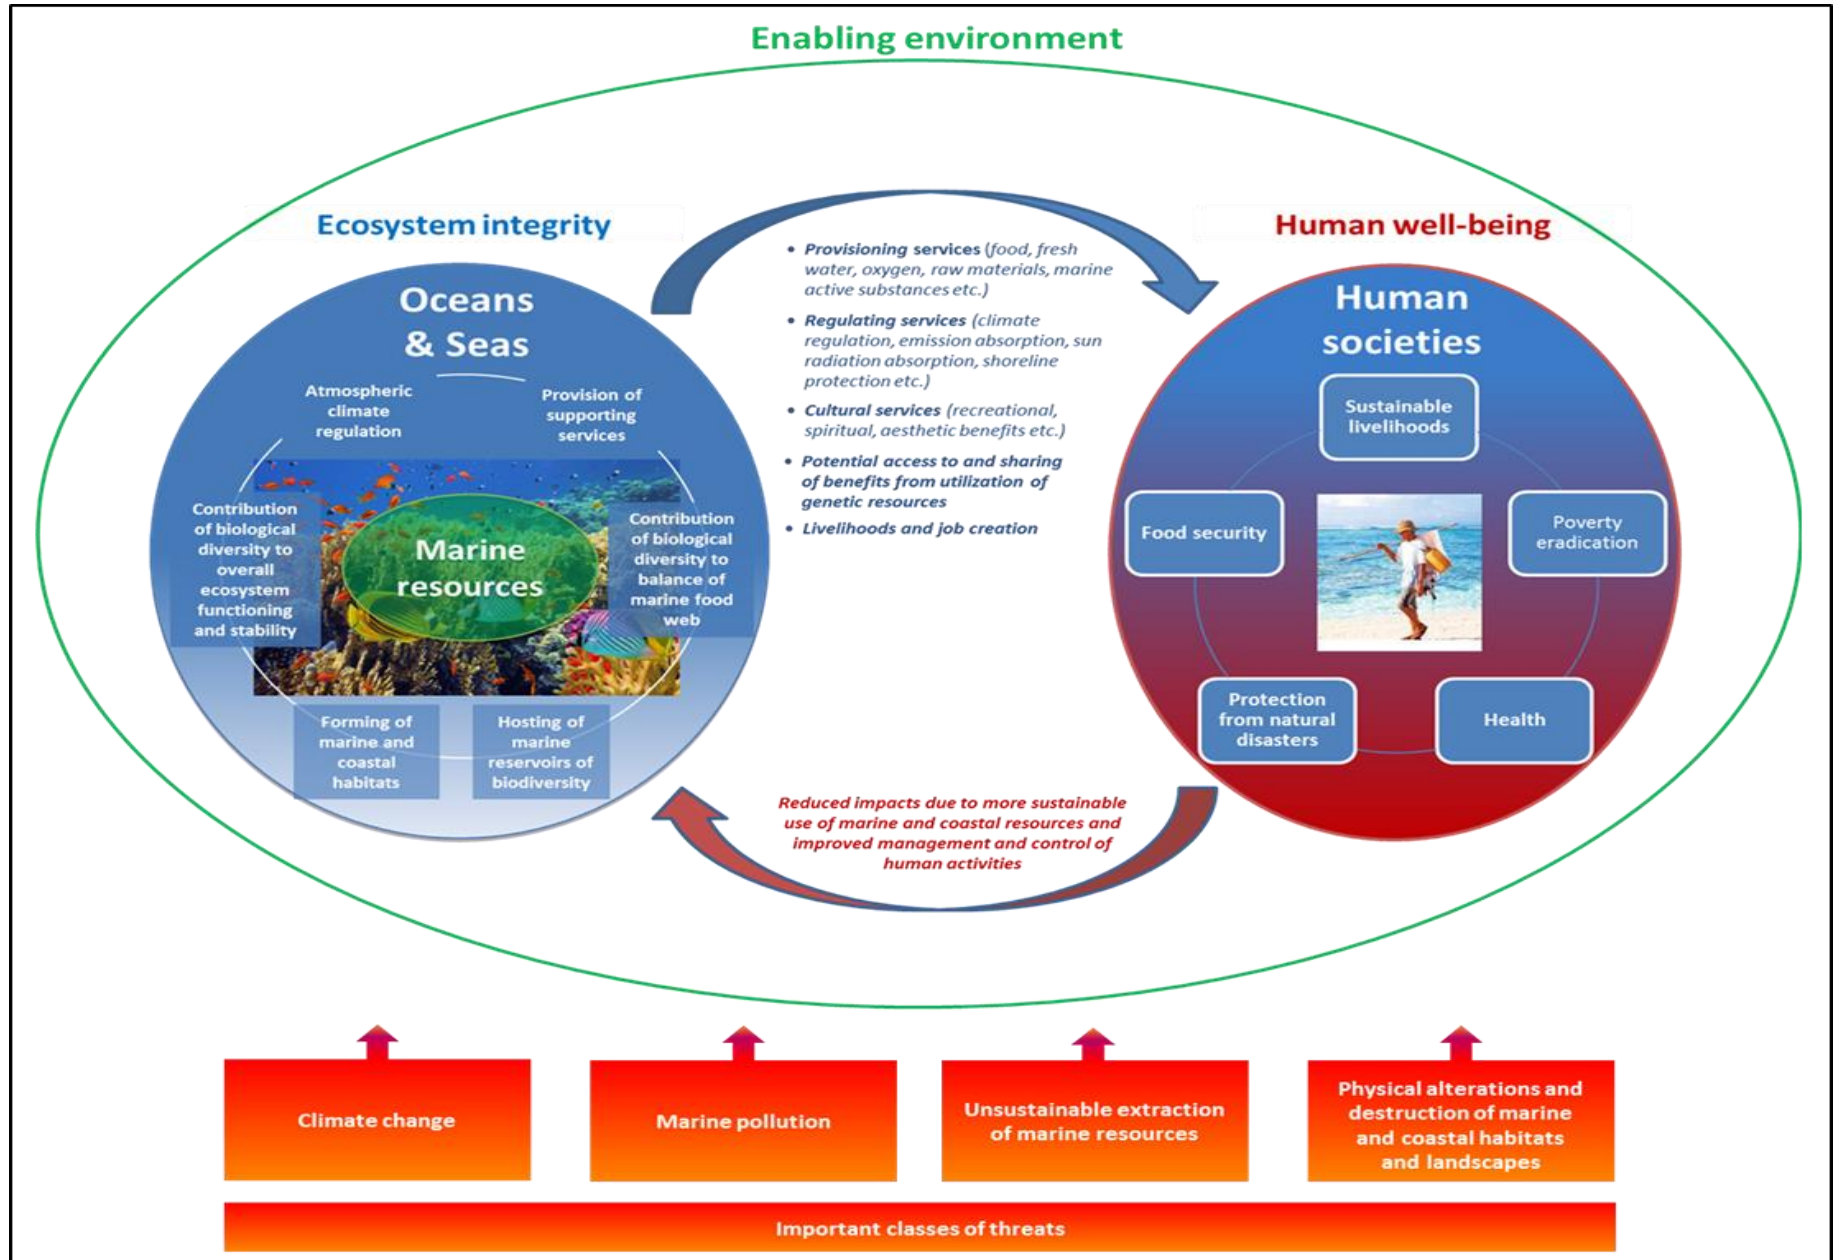 Enabling environment
Ecosystem integrity
Oceans
& Seas
Atmospheric
climate
regulation
Provision of
supporting
services
Contribution
of biological
diversity to
overall
ecosystem
functioning
and stability
Marine
resources
Contribution
of biological
diversity to
balance of
marine food
web
Forming of
marine and
coastal
habitats
Hosting of
marine
reservoirs of
biodiversity
• Provisioning services (food, fresh
water, oxygen, raw materials, marine
active substances etc.)
• Regulating services (climate
regulation, emission absorption, sun
radiation absorption, shoreline
protection etc.)
• Cultural services (recreational,
spiritual, aesthetic benefits etc.)
• Potential access to and sharing
of benefits from utilization of
genetic resources
• Livelihoods and job creation
Human well-being
Human
societies
Sustainable
livelihoods
Food security
Poverty
eradication
Protection
from natural
disasters
Health
Reduced impacts due to more sustainable
use of marine and coastal resources and
improved management and control of
human activities
Climate change
Marine pollution
Unsustainable extraction
of marine resources
Physical alterations and
destruction of marine
and coastal habitats
and landscapes
Important classes of threats